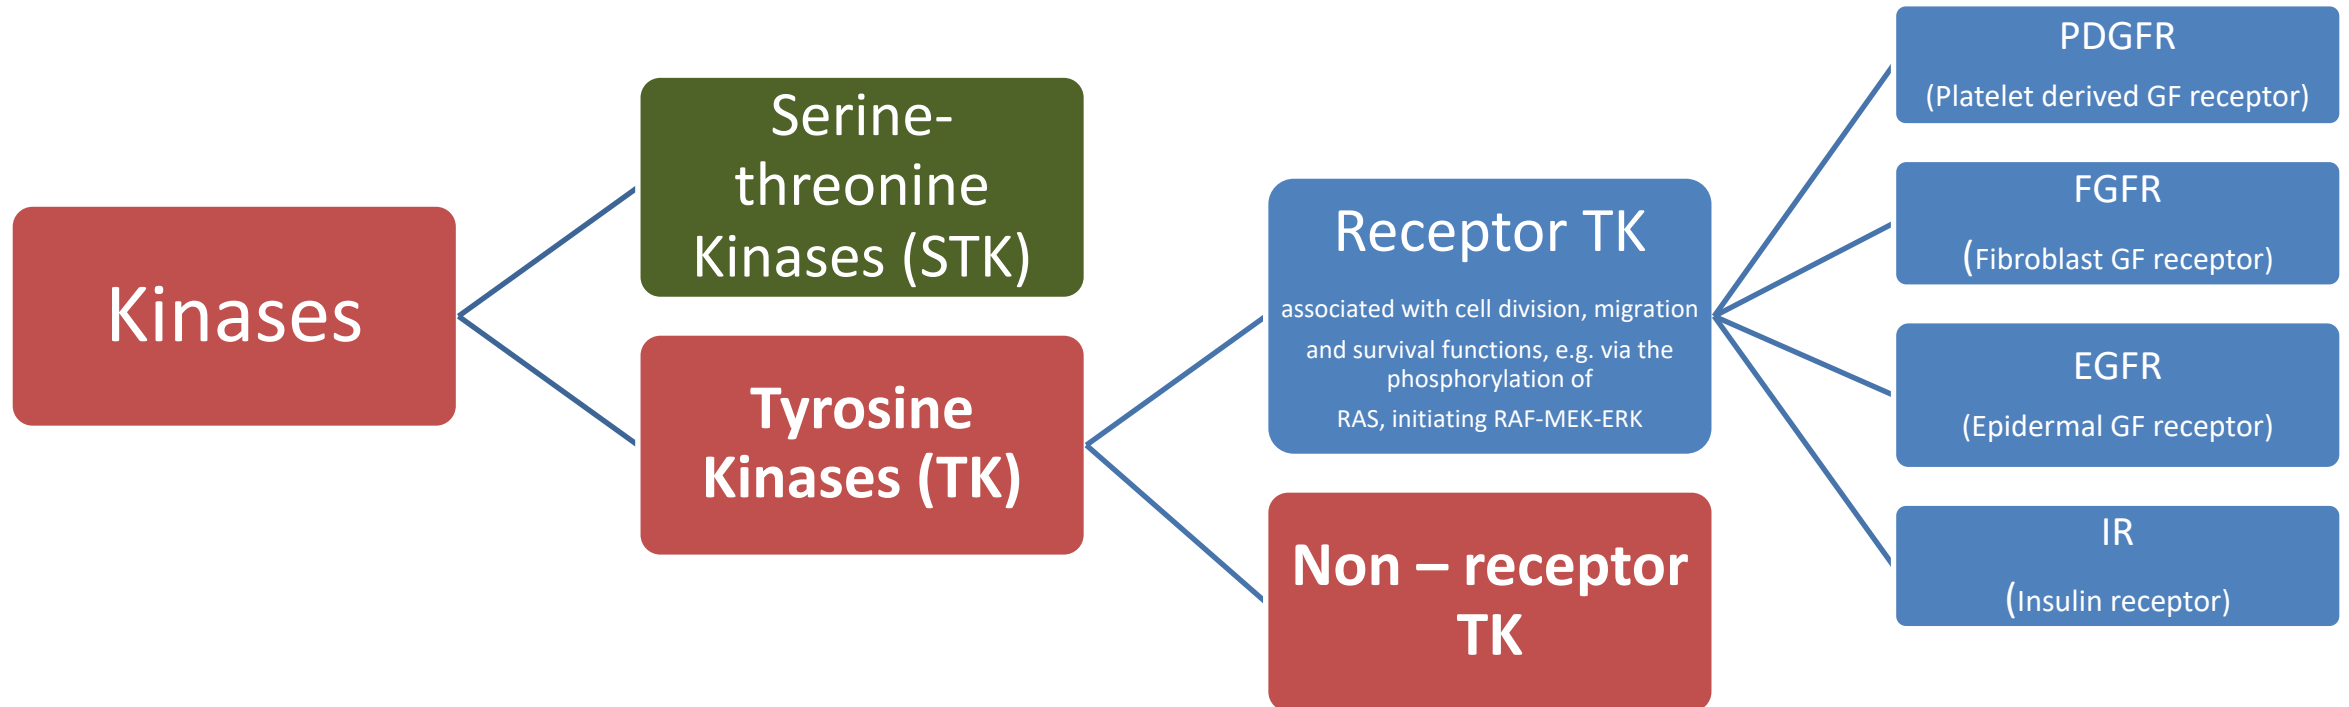 Kinases
Serine-
threonine
Kinases (STK)
Tyrosine
Kinases (TK)
Receptor TK
associated with cell division, migration
and survival functions, e.g. via the
phosphorylation of
RAS, initiating RAF-MEK-ERK
Non – receptor
TK
PDGFR
(Platelet derived GF receptor)
FGFR
(Fibroblast GF receptor)
EGFR
(Epidermal GF receptor)
IR
(Insulin receptor)